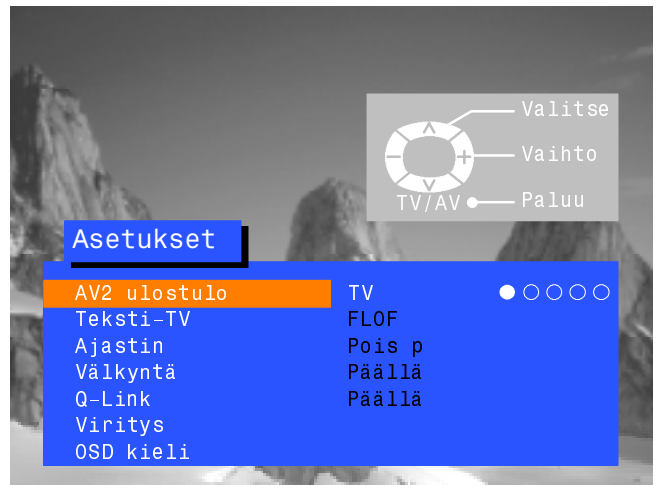 Valitse
Vaihto
TV/AV Paluu
Asetukset
AV2 ulostulo TV
Teksti-TV FLOF
Ajastin Pois p
Välkyntä Päällä
Q-Link Päällä
Viritys
OSD kieli